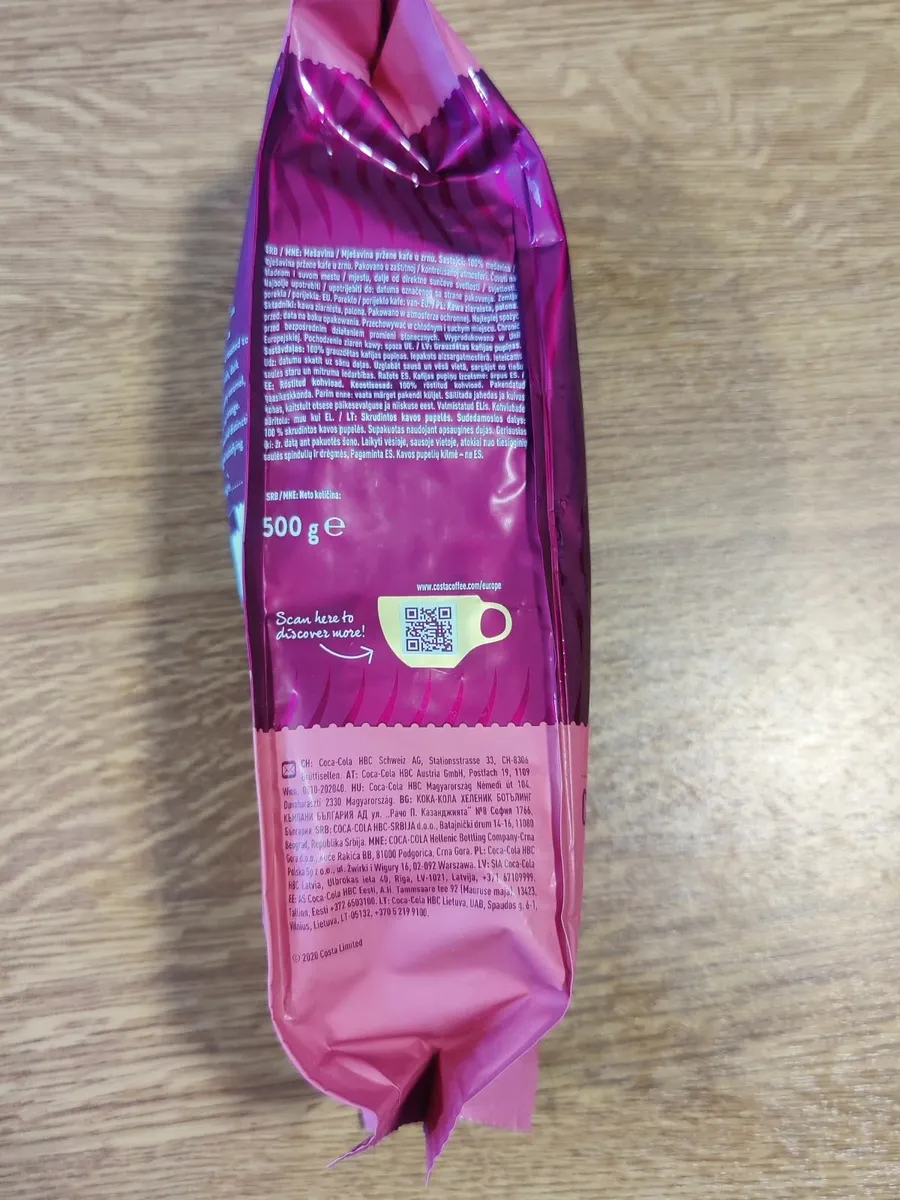 SRB / MNE: Mešavina / Mješavina pržene kafe u zrnu. Sastojci: 100% mešavina /
mješavina pržene kafe u zrnu. Pakovano u zaštitnoj / kontrolisanoj atmosferi. Čuvati na
hladnom i suvom mestu / mjestu, dalje od direktne sunčeve svetlosti /
Najbolje upotrebiti / upotrijebiti do: datuma označenog sa strane pakovanja. Zemlja
porekla / porijekla: EU. Poreklo / porijeklo kafe: van- EU. / PL: Kawa ziarnista, palona.
Składniki: kawa ziarnista, palona. Pakowano w atmosferze ochronnej. Najlepiej spożyć
przed: data na boku opakowania. Przechowywać w chłodnym i suchym miejscu. Chronić
przed bezpośrednim działaniem promieni słonecznych. Wyprodukowano w Unii
Europejskiej. Pochodzenie ziaren kawy: spoza UE. / LV: Grauzdētas kafijas pupiņas.
Sastāvdaļas: 100% grauzdētas kafijas pupiņas. Iepakots aizsargatmosfērā. Ieteicams
līdz: datumu skatīt uz sānu daļas. Uzglabāt sausā un vēsā vietā, sargājot no tiešu
saules staru un mitruma iedarbības. Ražots ES. Kafijas pupiņu izcelsme: ārpus ES. /
EE: Röstitud kohvioad. Koostisosad: 100% röstitud kohvioad. Pakendatud
gaasikeskkonda. Parim enne: vaata märget pakendi küljel. Säilitada jahedas ja kuivas
kohas, kaitstult otsese päikesevalguse ja niiskuse eest. Valmistatud ELis. Kohviubade
päritolu: muu kui EL. / LT: Skrudintos kavos pupelės. Sudedamosios dalys:
100 % skrudintos kavos pupelės. Supakuotas naudojant apsaugines dujas. Geriausias
iki: žr. datą ant pakuotės šono. Laikyti vėsioje, sausoje vietoje, atokiai nuo tiesioginių
saulės spindulių ir drėgmės, Pagaminta ES. Kavos pupelių kilmė – ne ES.
SRB/MNE: Neto količina:
500 g e
www.costacoffee.com/europe
Scan here to
discover more!
CH: Coca-Cola HBC Schweiz AG, Stationsstrasse 33, CH-8306
Brüttisellen. AT: Coca-Cola HBC Austria GmbH, Postfach 19, 1109
Wien, 0810-202040. HU: Coca-Cola HBC Magyarország Némedi út 104,
Dunaharaszti 2330 Magyarország. BG: КОКА-КОЛА ХЕЛЕНИК БОТЪЛИНГ
КЪМПАНИ БЪЛГАРИЯ АД ул. „Рачо П. Казанджията" №8 София 1766,
България SRB: COCA-COLA HBC-SRBIJA d.o.o., Batajnički drum 14-16, 11080
Beograd, Republika Srbija. MNE: COCA-COLA Hellenic Bottling Company-Crna
Gora d.o.o., Kuće Rakića BB, 81000 Podgorica, Crna Gora. PL: Coca-Cola HBC
Polska Sp z o.o., ul. Żwirki i Wigury 16, 02-092 Warszawa. LV: SIA Coca-Cola
HBC Latvia, Ulbrokas iela 40, Rīga, LV-1021, Latvija, +371 67109999.
EE: AS Coca Cola HBC Eesti, A.H. Tammsaare tee 92 (Mauruse maja), 13423,
Tallinn, Eesti +372 6503100. LT: Coca-Cola HBC Lietuva, UAB, Spaudos g. 6-1,
Vilnius, Lietuva, LT-05132, +370 5 219 9100.
© 2020 Costa Limited